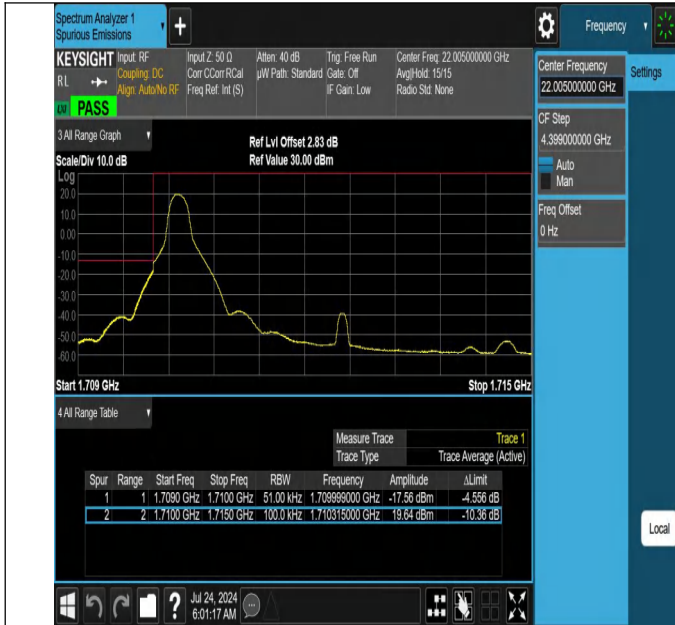 Spectrum Analyzer 1
Spurious Emissions
+
Frequency
KEYSIGHT Input: RF Input Z: 50 Ω Atten: 40 dB Trig: Free Run Center Freq: 22.005000000 GHz
RL Coupling: DC Corr CCorr RCal µW Path: Standard Gate: Off Avg|Hold: 15/15
Align: Auto/No RF Freq Ref: Int (S) IF Gain: Low Radio Std: None
PASS
Center Frequency
22.005000000 GHz
Settings
CF Step
4.399000000 GHz
Auto
Man
Freq Offset
0 Hz
3 All Range Graph
Ref Lvl Offset 2.83 dB
Scale/Div 10.0 dB Ref Value 30.00 dBm
Log
20.0
10.0
0.00
-10.0
-20.0
-30.0
-40.0
-50.0
-60.0
Start 1.709 GHz Stop 1.715 GHz
4 All Range Table
Measure Trace Trace 1
Trace Type Trace Average (Active)
Spur Range Start Freq Stop Freq RBW Frequency Amplitude ΔLimit
1 1 1.7090 GHz 1.7100 GHz 51.00 kHz 1.709999000 GHz -17.56 dBm -4.556 dB
2 2 1.7100 GHz 1.7150 GHz 100.0 kHz 1.710315000 GHz 19.64 dBm -10.36 dB
Local
? Jul 24, 2024
6:01:17 AM